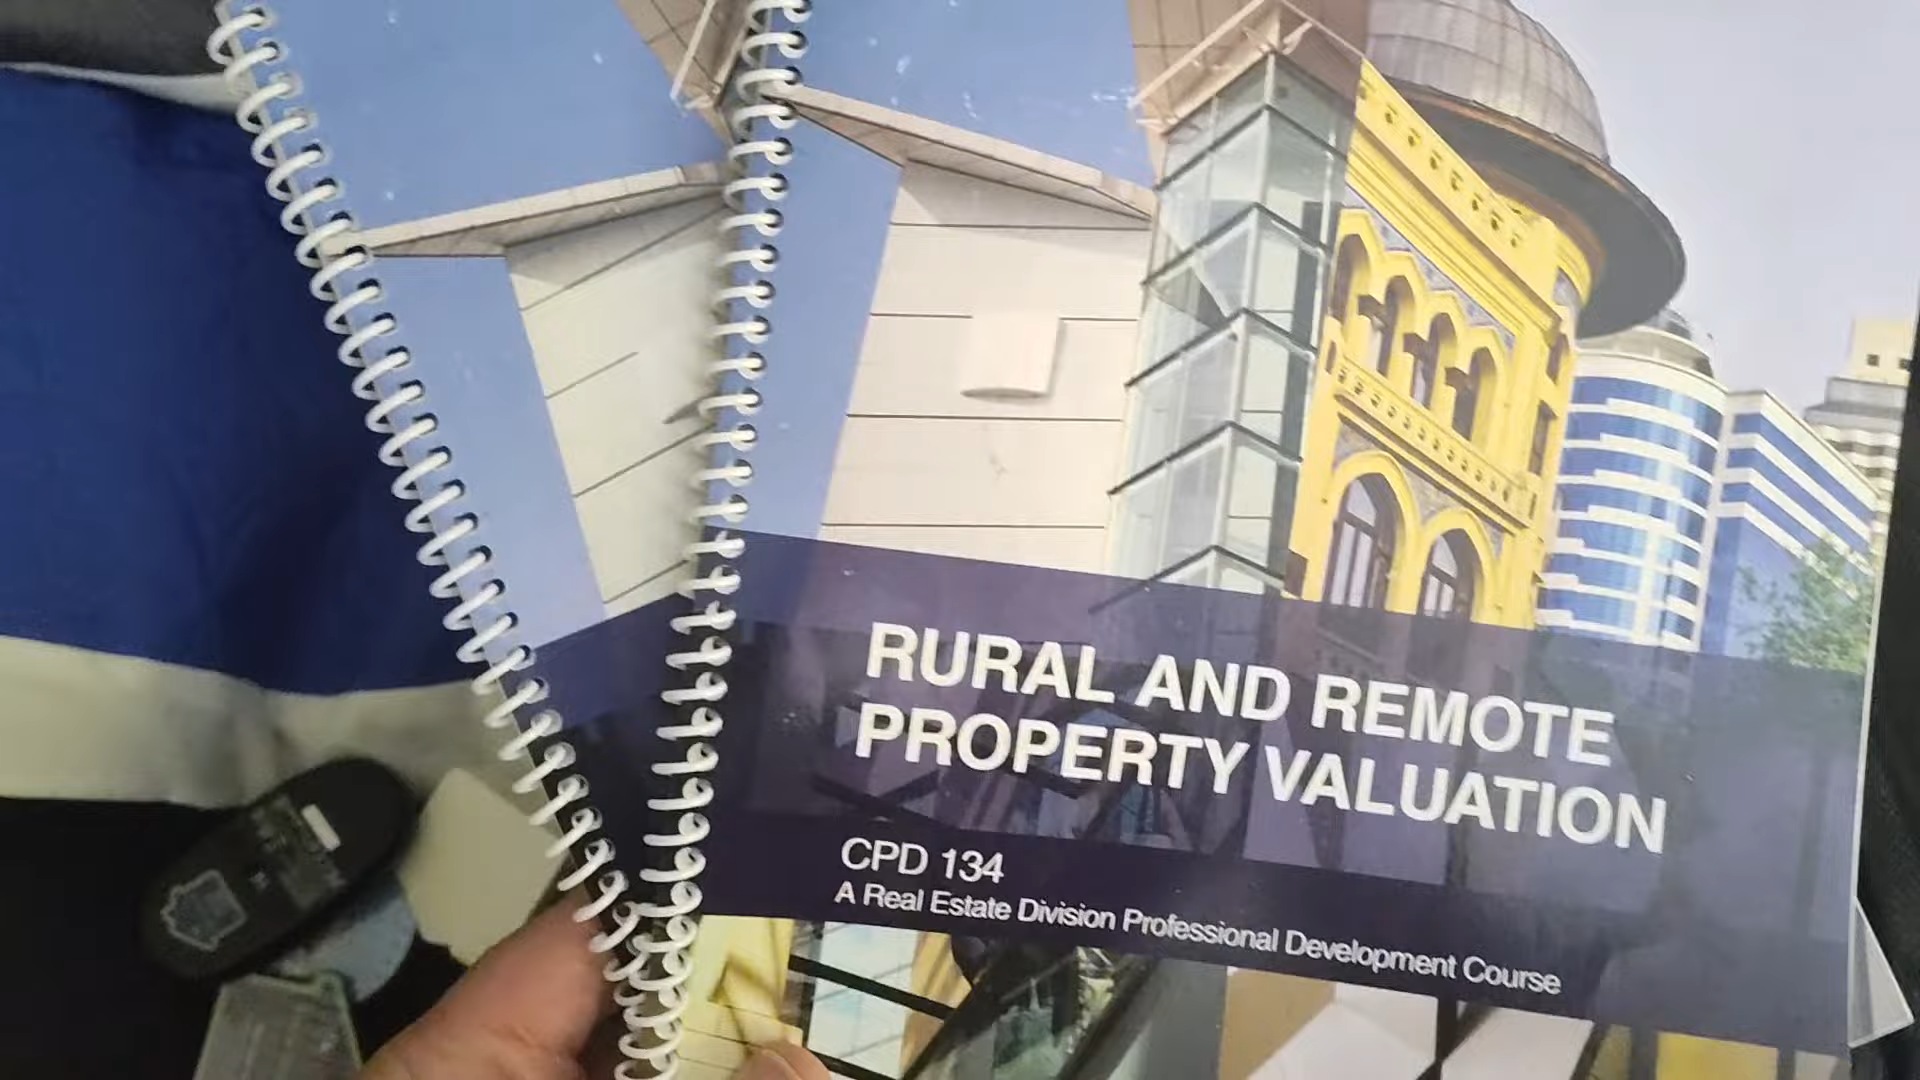 RURAL AND REMOTE
PROPERTY VALUATION
CPD 134
A Real Estate Division Professional Development Course